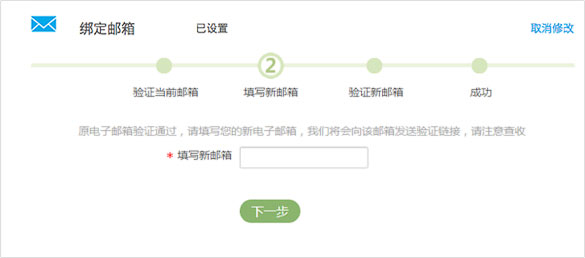 绑定邮箱 已设置 取消修改
2
验证当前邮箱 填写新邮箱 验证新邮箱 成功
原电子邮箱验证通过，请填写您的新电子邮箱，我们将会向该邮箱发送验证链接，请注意查收
* 填写新邮箱
下一步